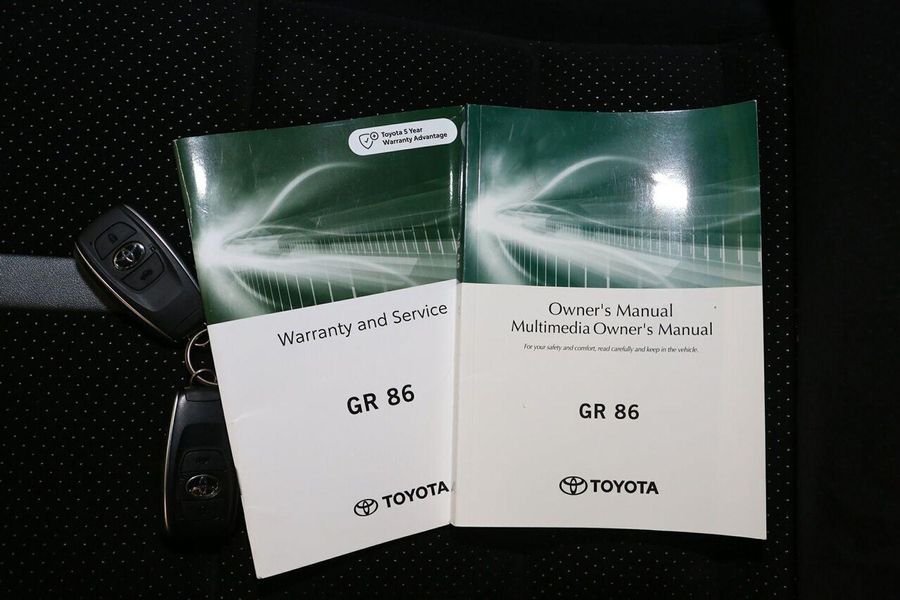 Toyota 5 Year
Warranty Advantage
Warranty and Service
GR 86
TOYOTA
Owner's Manual
Multimedia Owner's Manual
For your safety and comfort, read carefully and keep in the vehicle.
GR 86
TOYOTA